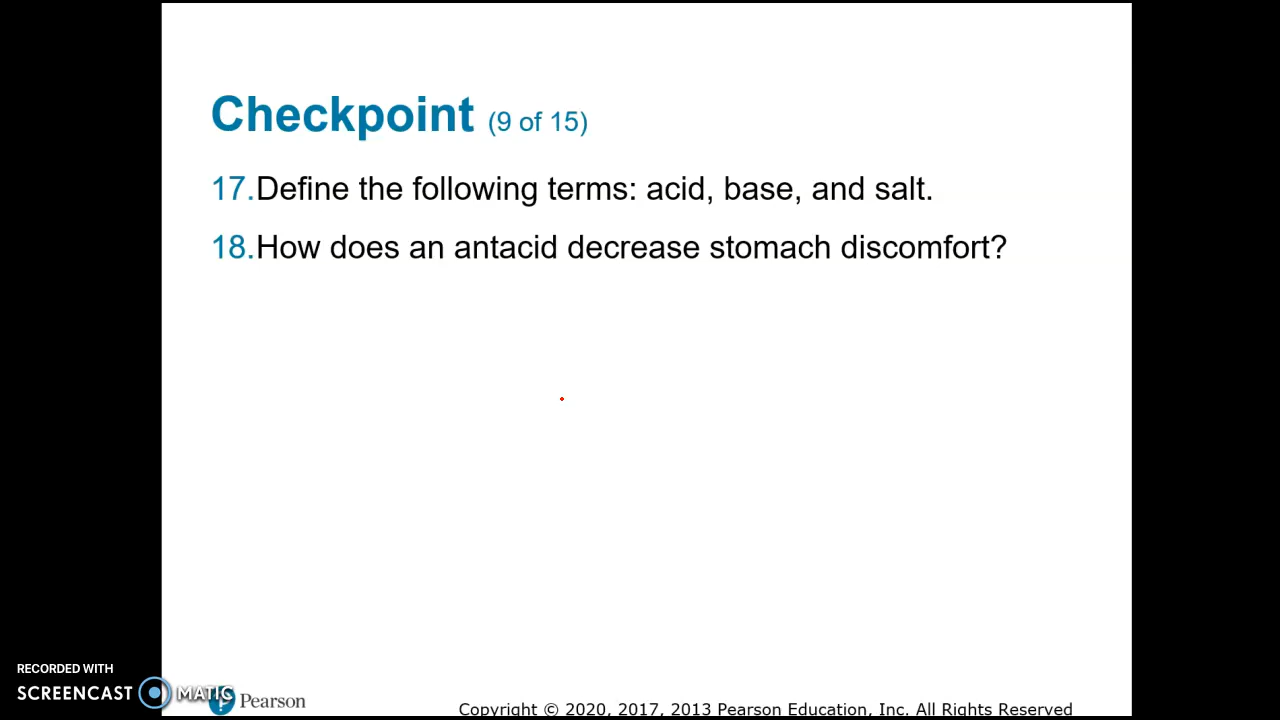 Checkpoint (9 of 15)
17.Define the following terms: acid, base, and salt.
18.How does an antacid decrease stomach discomfort?
RECORDED WITH
SCREENCAST MATIC
Pearson
Copyright © 2020, 2017, 2013 Pearson Education, Inc. All Rights Reserved